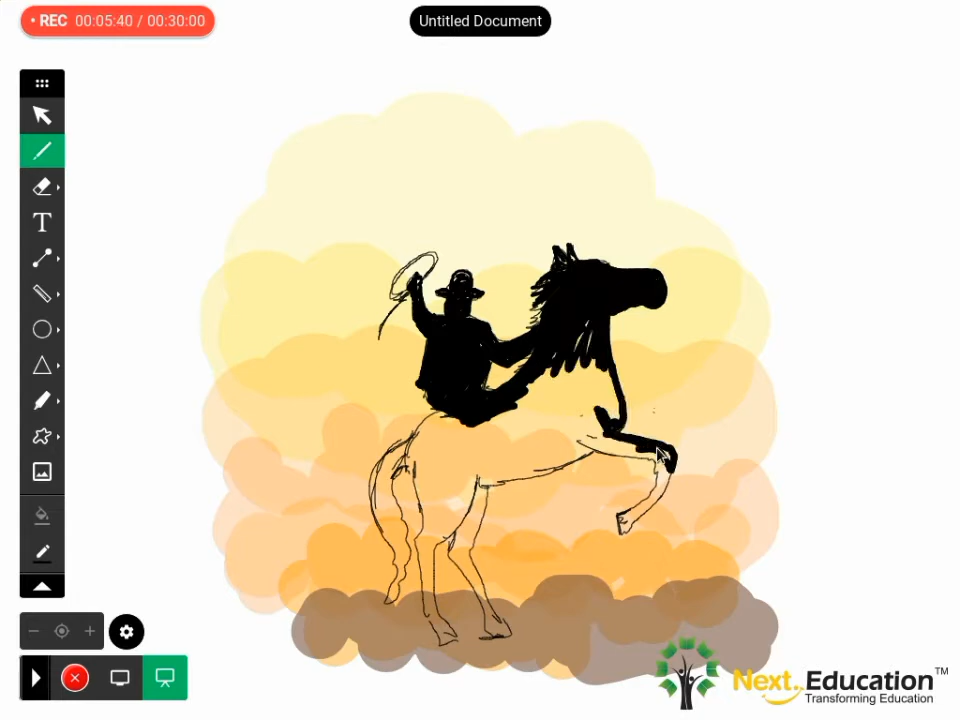 • REC 00:05:40 / 00:30:00
Untitled Document
T
Next Education™
Transforming Education